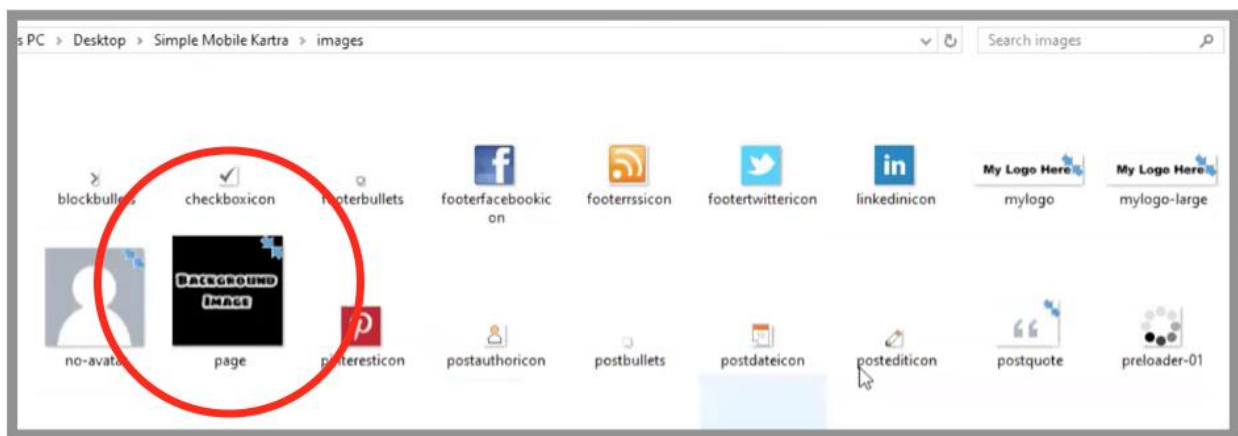 s PC > Desktop > Simple Mobile Kartra > images
Search images
My Logo Here
My Logo Here
blockbullets
checkboxicon
footerbullets
footerfacebookic
on
footerrssicon
footertwittericon
linkedinicon
mylogo
mylogo-large
BACKGROUND
IMAGE
no-avatar
page
pinteresticon
postauthoricon
postbullets
postdateicon
postediticon
postquote
preloader-01